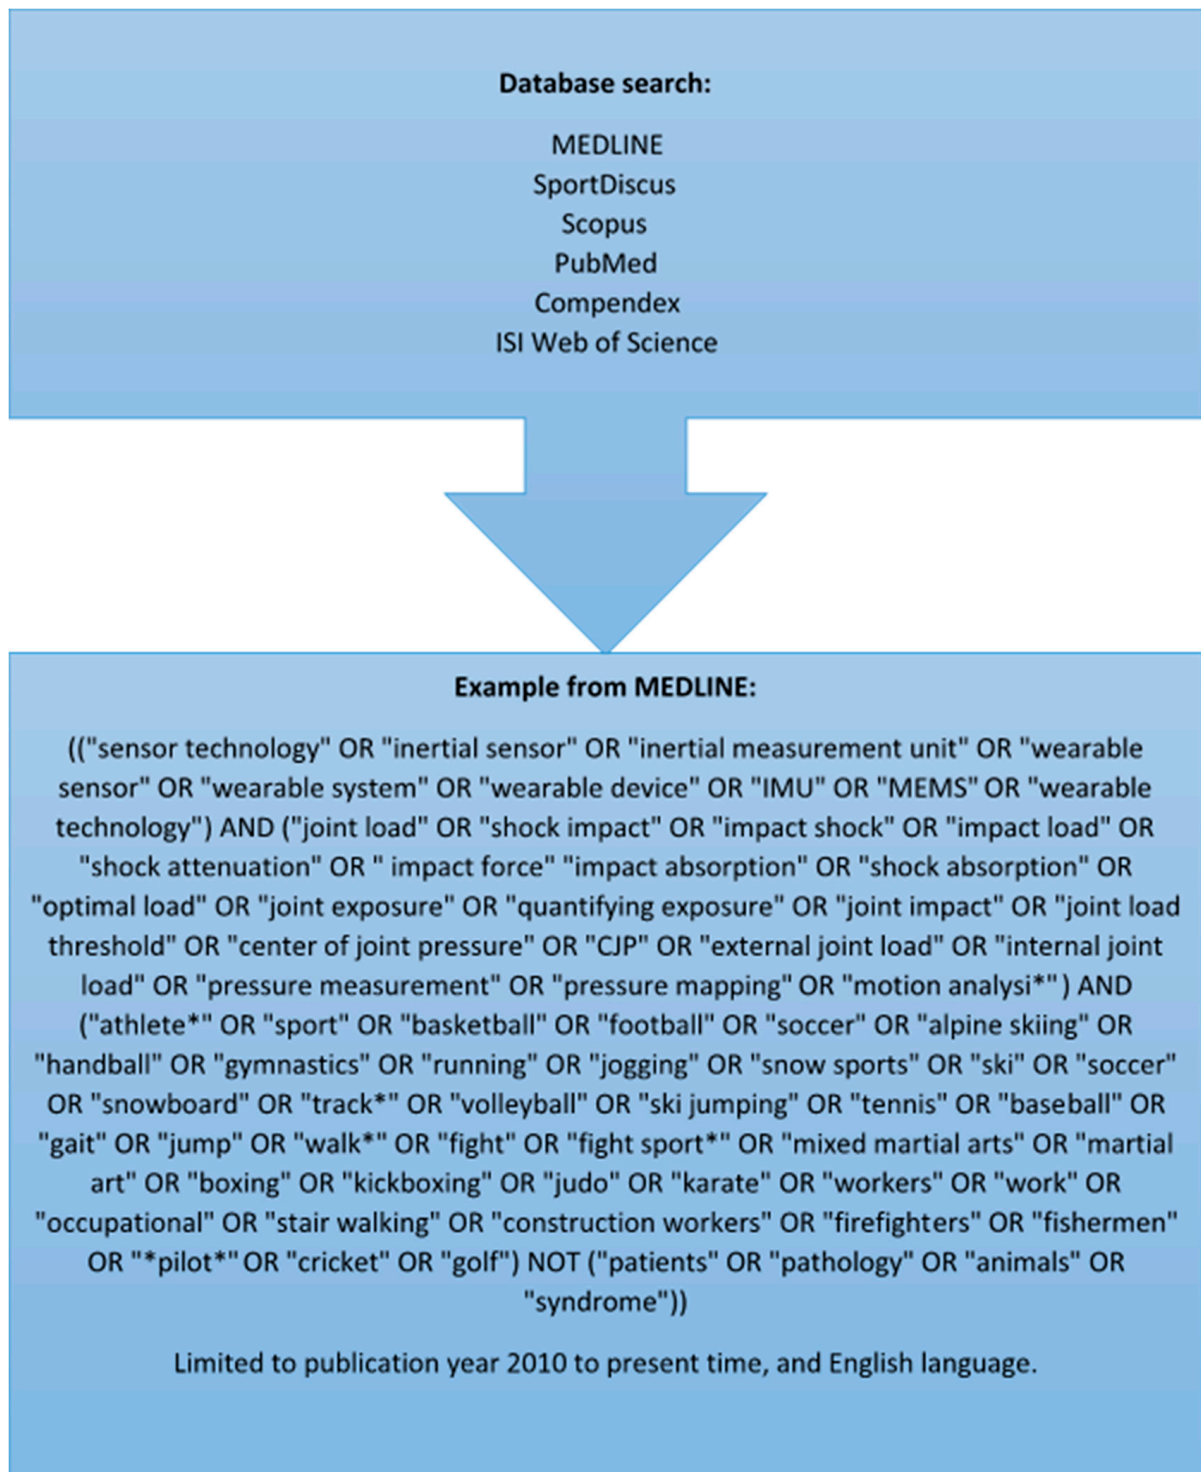 Database search:
MEDLINE
SportDiscus
Scopus
PubMed
Compendex
ISI Web of Science
Example from MEDLINE:
(("sensor technology" OR "inertial sensor" OR "inertial measurement unit" OR "wearable
sensor" OR "wearable system" OR "wearable device" OR "IMU" OR "MEMS" OR "wearable
technology") AND ("joint load" OR "shock impact" OR "impact shock" OR "impact load" OR
"shock attenuation" OR " impact force" "impact absorption" OR "shock absorption" OR
"optimal load" OR "joint exposure" OR "quantifying exposure" OR "joint impact" OR "joint load
threshold" OR "center of joint pressure" OR "CJP" OR "external joint load" OR "internal joint
load" OR "pressure measurement" OR "pressure mapping" OR "motion analysi*") AND
("athlete*" OR "sport" OR "basketball" OR "football" OR "soccer" OR "alpine skiing" OR
"handball" OR "gymnastics" OR "running" OR "jogging" OR "snow sports" OR "ski" OR "soccer"
OR "snowboard" OR "track*" OR "volleyball" OR "ski jumping" OR "tennis" OR "baseball" OR
"gait" OR "jump" OR "walk*" OR "fight" OR "fight sport*" OR "mixed martial arts" OR "martial
art" OR "boxing" OR "kickboxing" OR "judo" OR "karate" OR "workers" OR "work" OR
"occupational" OR "stair walking" OR "construction workers" OR "firefighters" OR "fishermen"
OR "*pilot*" OR "cricket" OR "golf") NOT ("patients" OR "pathology" OR "animals" OR
"syndrome"))
Limited to publication year 2010 to present time, and English language.